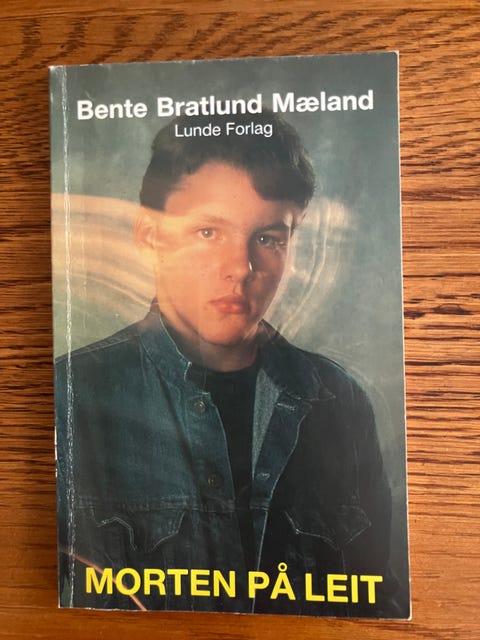 Bente Bratlund Mæland
Lunde Forlag
MORTEN PÅ LEIT